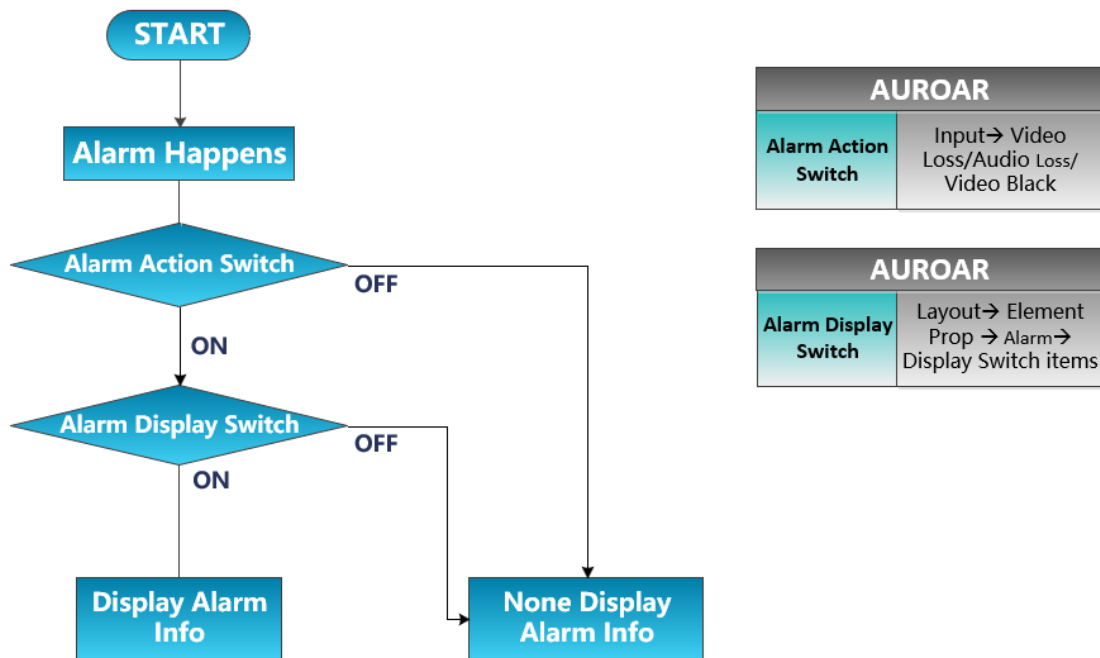 START
Alarm Happens
Alarm Action Switch
OFF
ON
Alarm Display Switch
OFF
ON
Display Alarm
Info
None Display
Alarm Info
AUROAR
Alarm Action
Switch
Input→ Video
Loss/Audio Loss/
Video Black
AUROAR
Alarm Display
Switch
Layout→ Element
Prop → Alarm→
Display Switch items